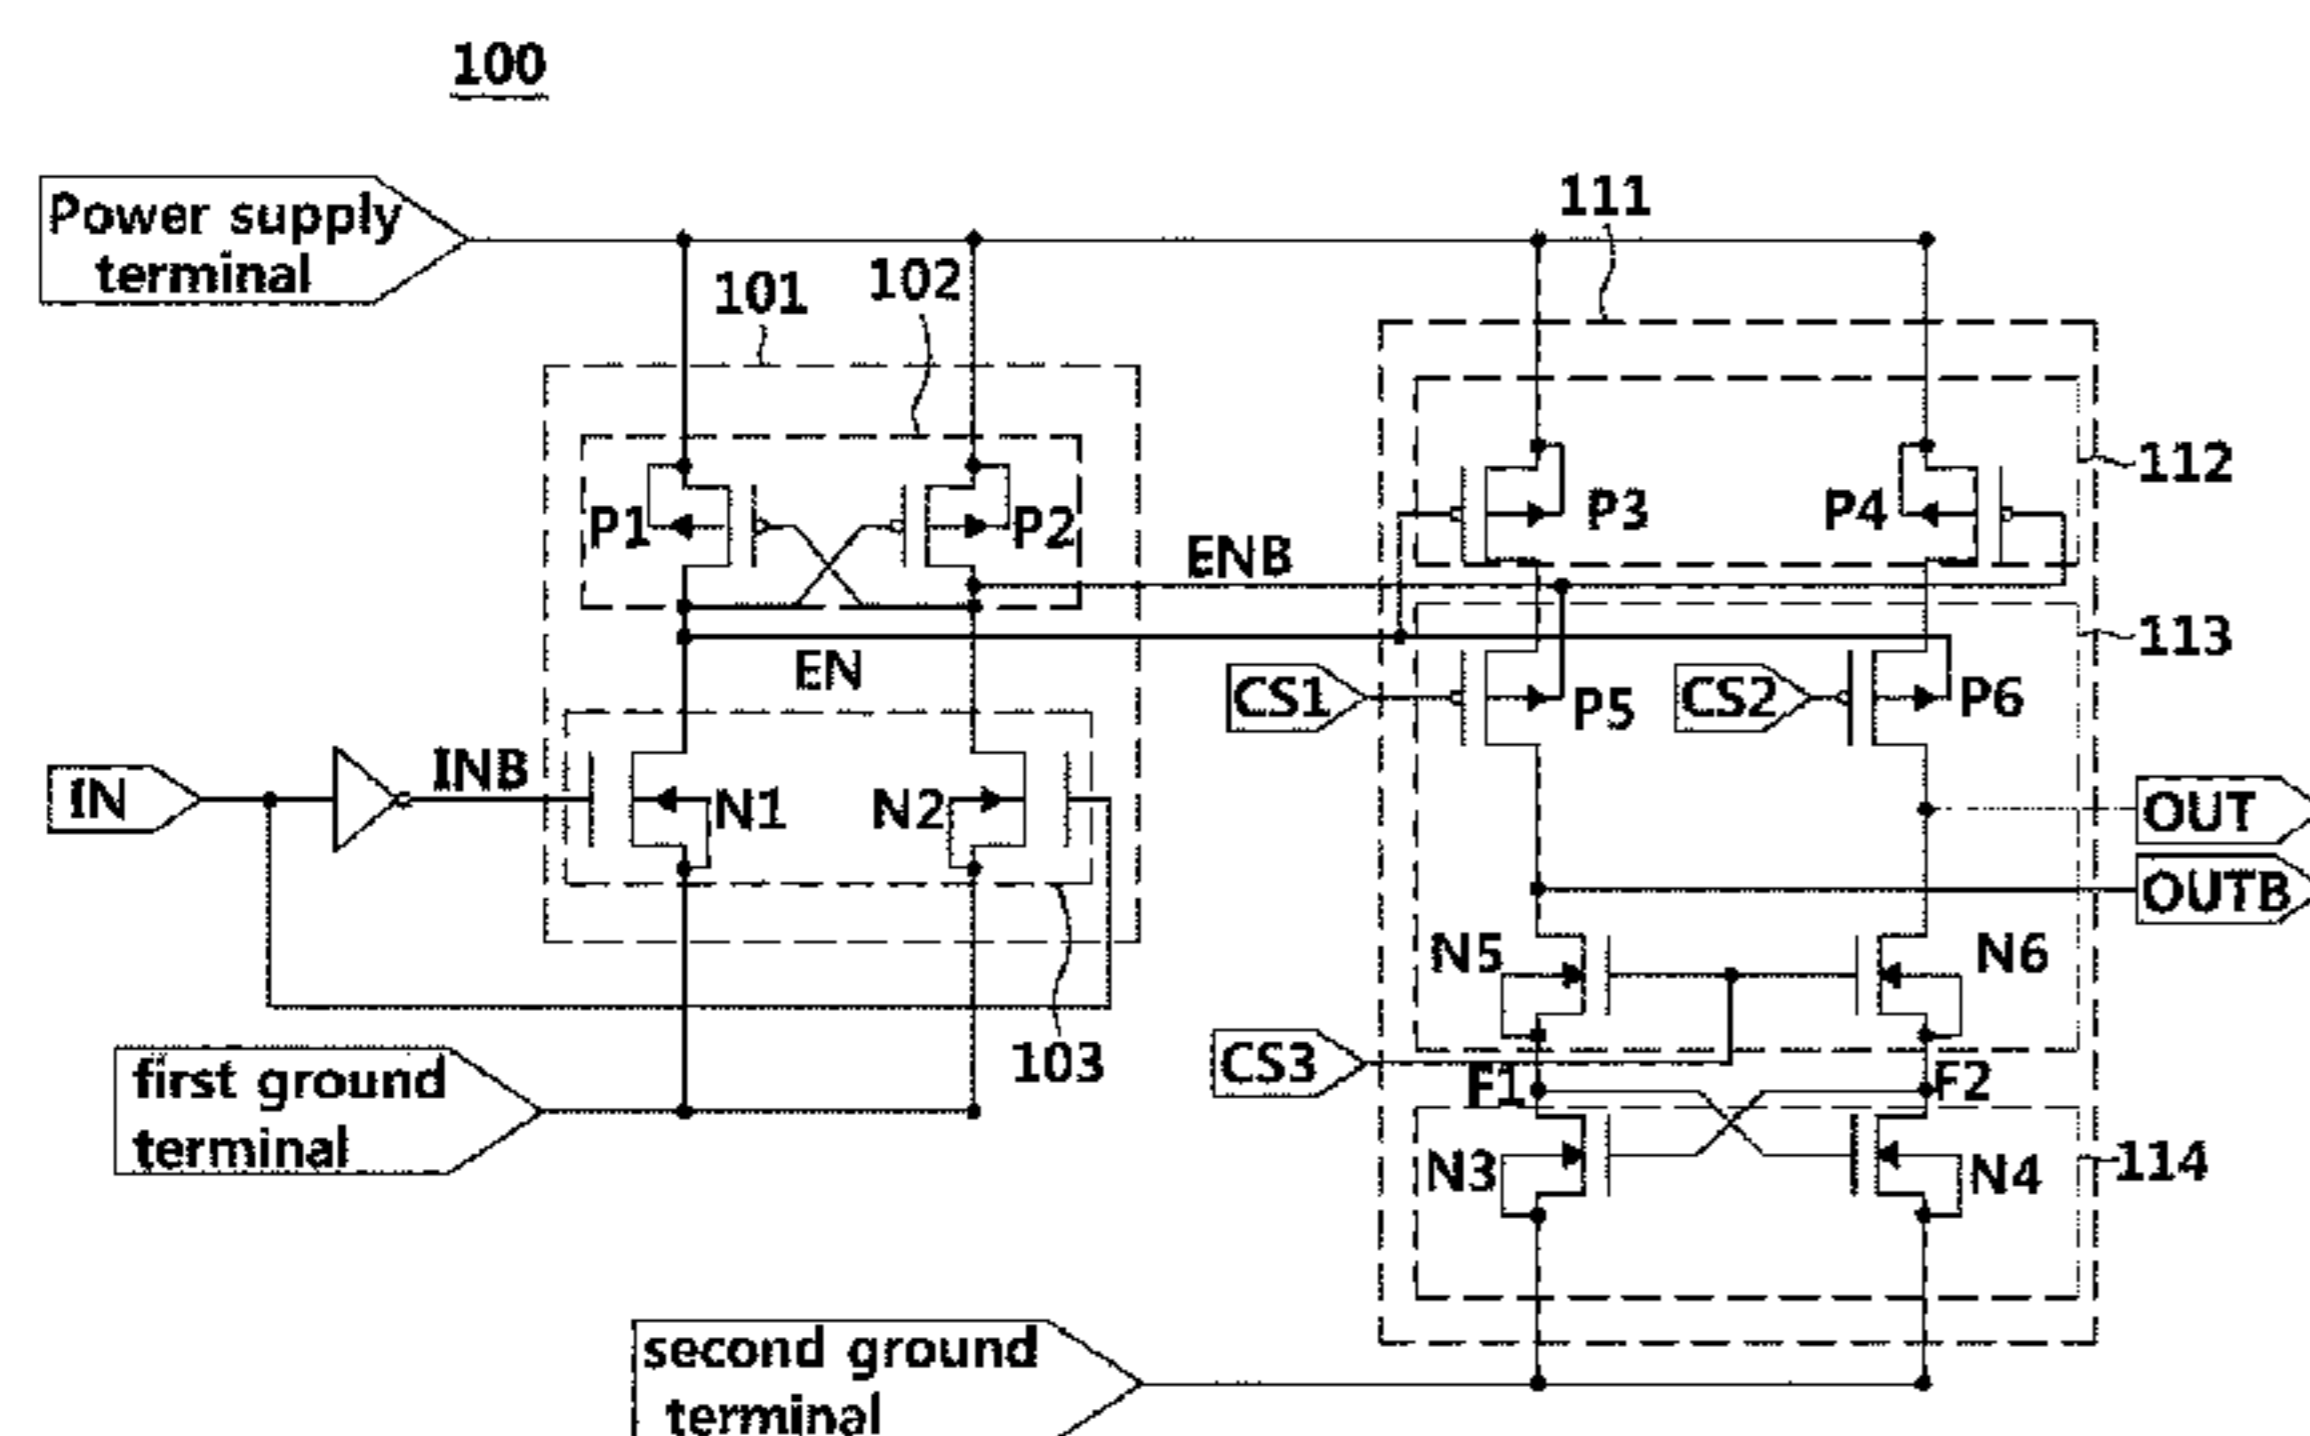 100
Power supply
terminal
101
102
111
P1
P2
P3
P4
112
ENB
EN
113
CS1
P5
CS2
P6
IN
INB
N1
N2
OUT
OUTB
N5
N6
first ground
terminal
103
CS3
F1
F2
N3
N4
114
second ground
terminal